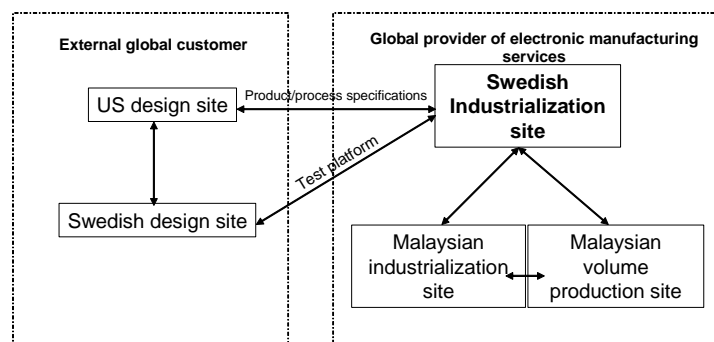 External global customer
Global provider of electronic manufacturing
services
US design site
Product/process specifications
Swedish
Industrialization
site
Test platform
Swedish design site
Malaysian
industrialization
site
Malaysian
volume
production site